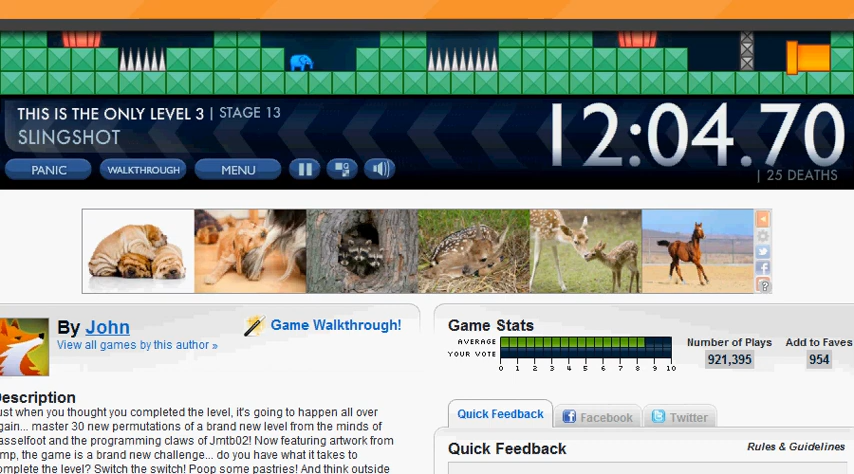 THIS IS THE ONLY LEVEL 3 | STAGE 13
SLINGSHOT
12:04.70
| 25 DEATHS
PANIC
WALKTHROUGH
MENU
By John
View all games by this author »
Game Walkthrough!
Game Stats
AVERAGE
YOUR VOTE
0 1 2 3 4 5 6 7 8 9 10
Number of Plays
921,395
Add to Faves
954
Description
ust when you thought you completed the level, it's going to happen all over
gain... master 30 new permutations of a brand new level from the minds of
asselfoot and the programming claws of Jmtb02! Now featuring artwork from
mp, the game is a brand new challenge... do you have what it takes to
omplete the level? Switch the switch! Poop some pastries! And think outside
Quick Feedback
Facebook
Twitter
Quick Feedback
Rules & Guidelines